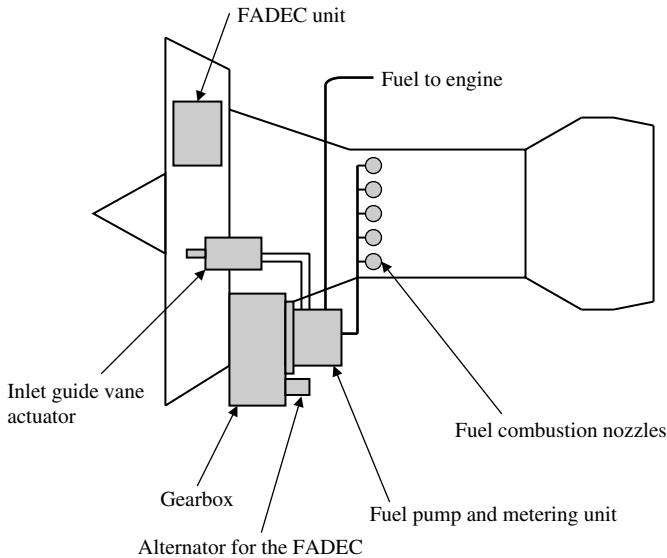 FADEC unit
Fuel to engine
Inlet guide vane
actuator
Fuel combustion nozzles
Gearbox
Fuel pump and metering unit
Alternator for the FADEC